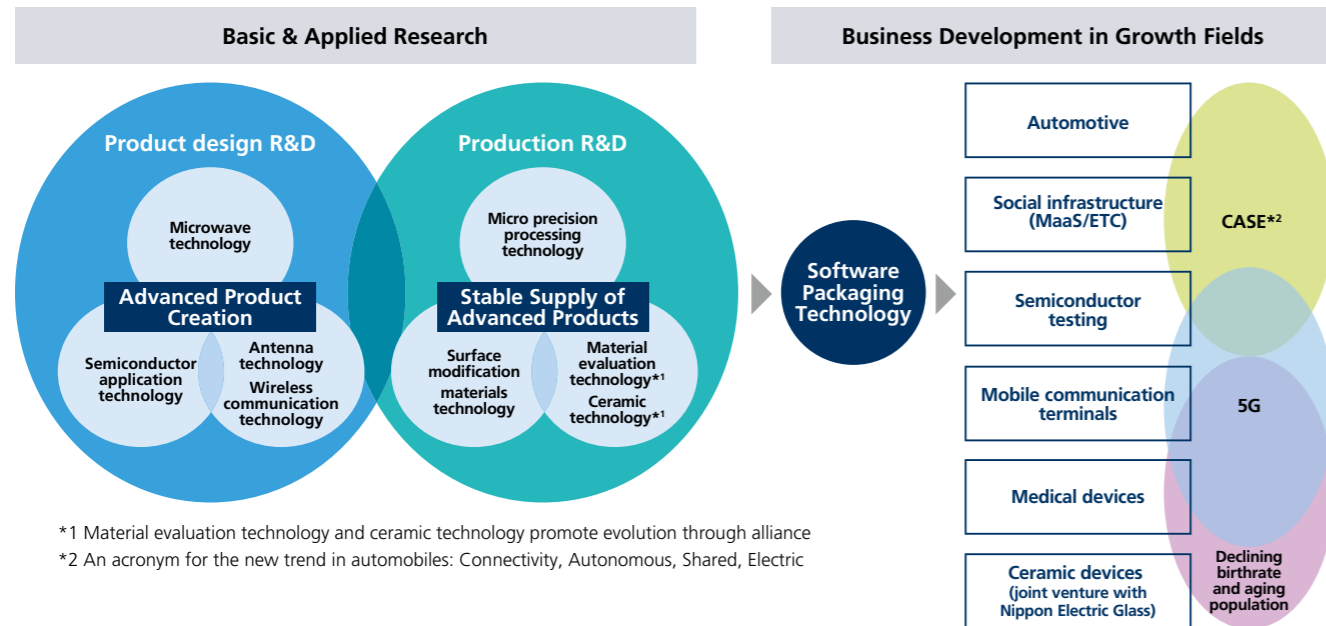 Basic & Applied Research
Product design R&D
Microwave
technology
Advanced Product
Creation
Semiconductor
application
technology
Antenna
technology
Wireless
communication
technology
Production R&D
Micro precision
processing
technology
Stable Supply of
Advanced Products
Surface
modification
materials
technology
Material
evaluation
technology*1
Ceramic
technology*1
Software
Packaging
Technology
Business Development in Growth Fields
Automotive
Social infrastructure
(MaaS/ETC)
Semiconductor
testing
Mobile communication
terminals
Medical devices
Ceramic devices
(joint venture with
Nippon Electric Glass)
CASE*2
5G
Declining
birthrate
and aging
population
*1 Material evaluation technology and ceramic technology promote evolution through alliance
*2 An acronym for the new trend in automobiles: Connectivity, Autonomous, Shared, Electric